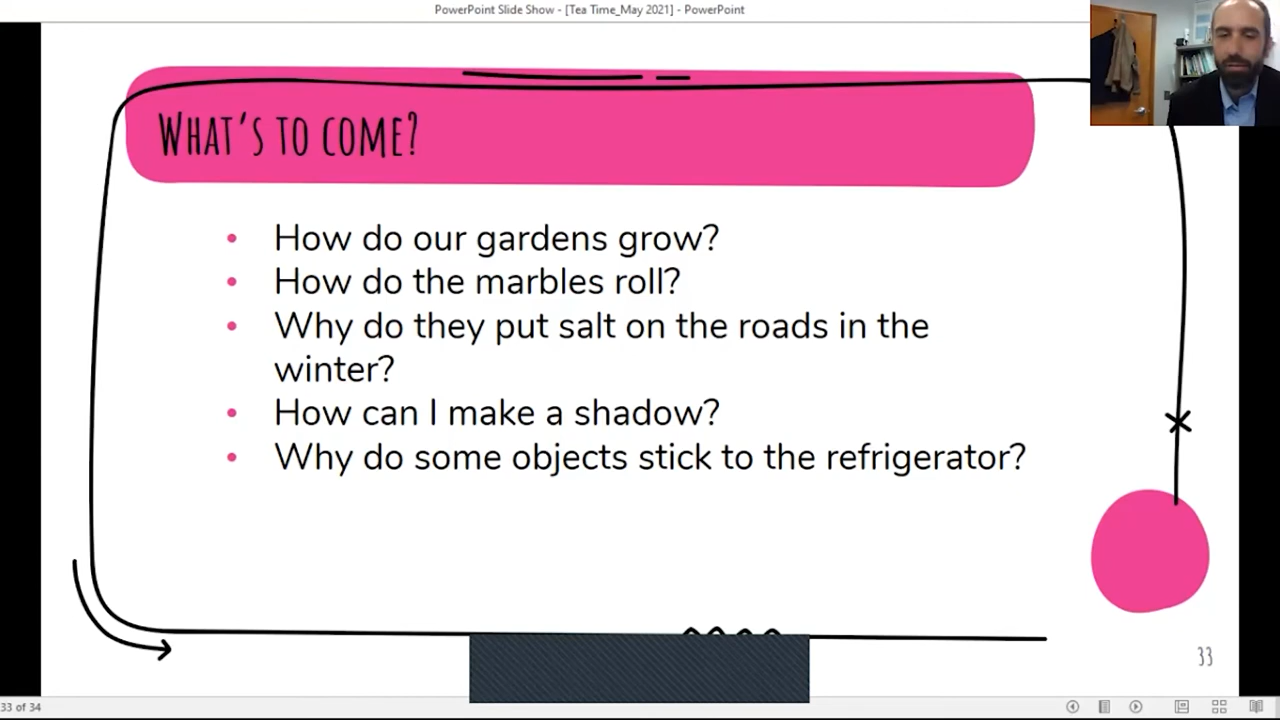 PowerPoint Slide Show - [Tea Time_May 2021] - PowerPoint
WHAT'S TO COME?
• How do our gardens grow?
• How do the marbles roll?
• Why do they put salt on the roads in the
winter?
• How can I make a shadow?
• Why do some objects stick to the refrigerator?
33
33 of 34